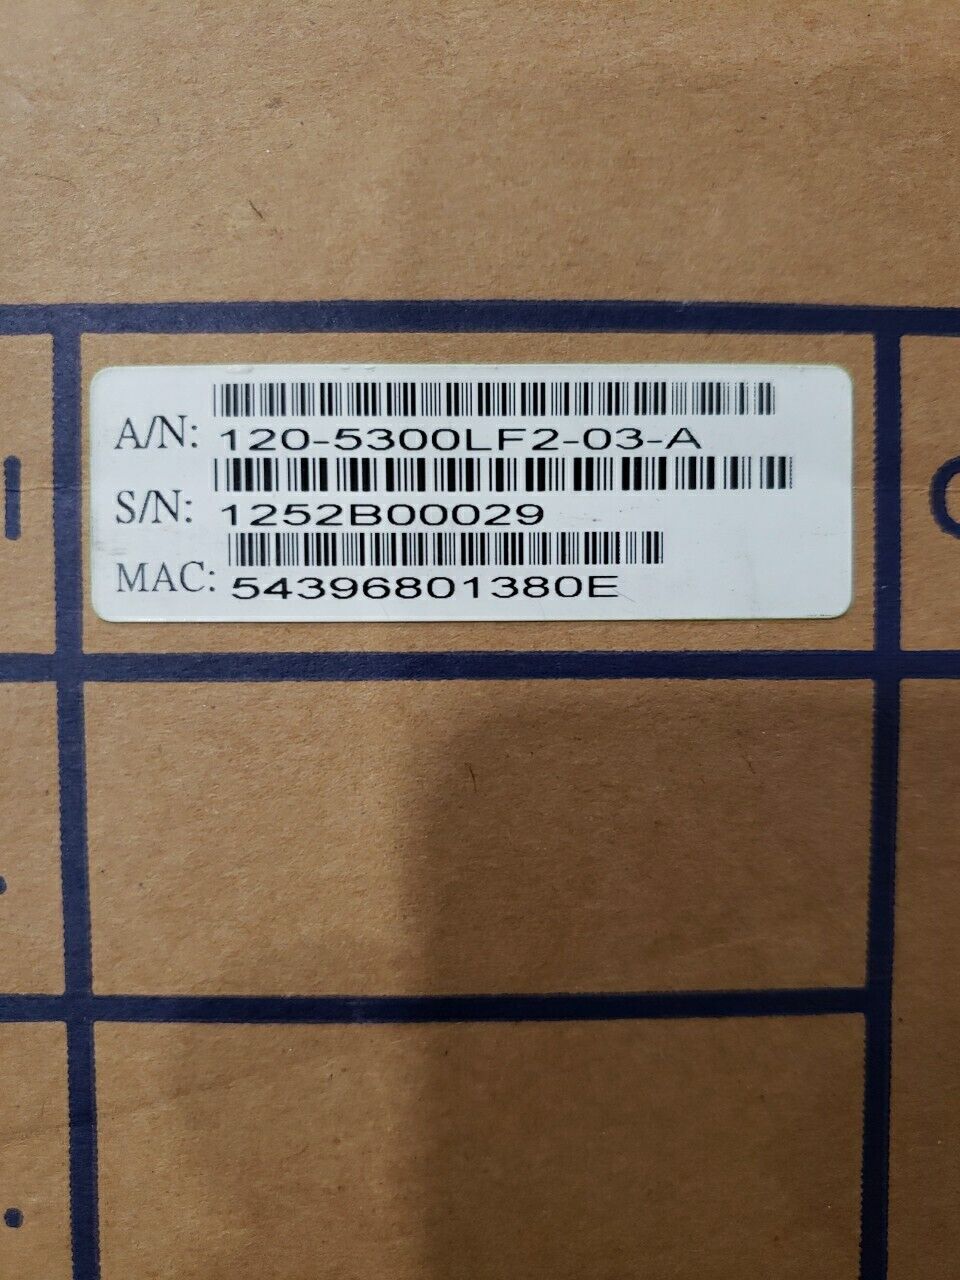 A/N: 120-5300LF2-03-A
S/N: 1252B00029
MAC: 54396801380E